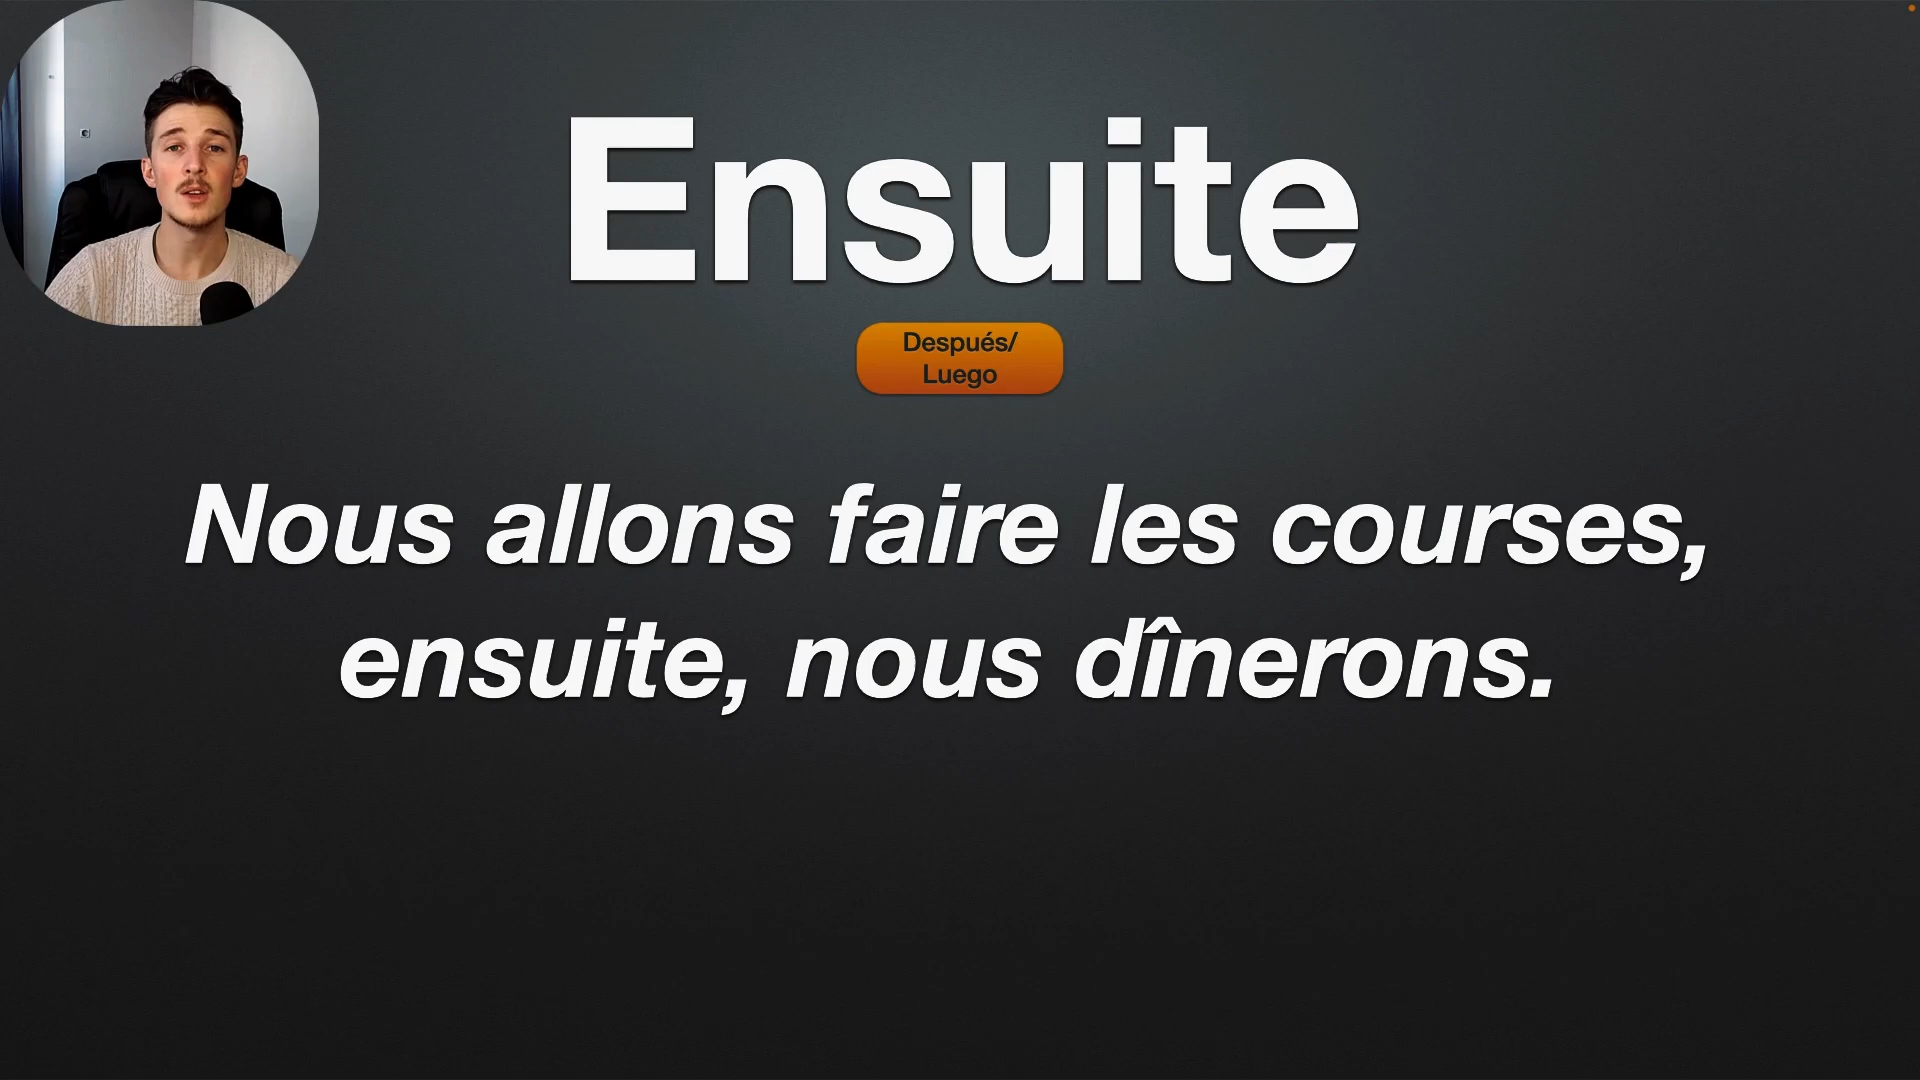 Ensuite
Después/
Luego
Nous allons faire les courses,
ensuite, nous dînerons.